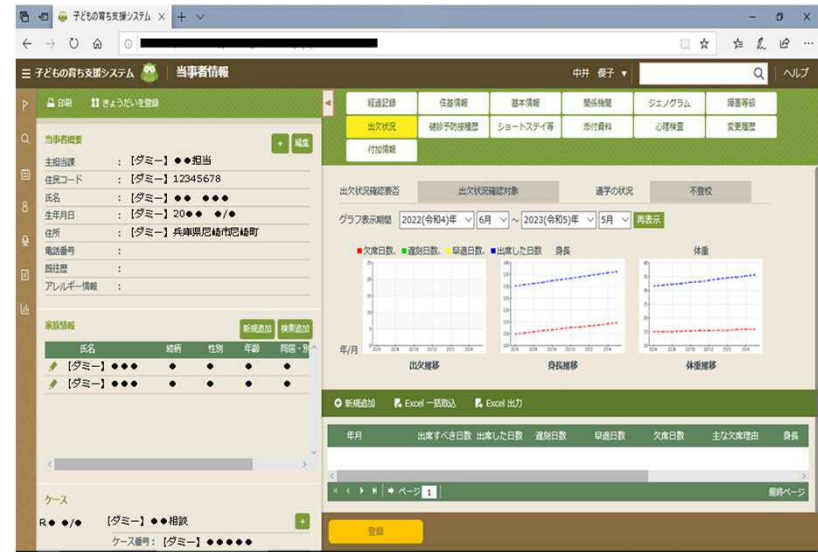 子どもの育ち支援システム
子どもの育ち支援システム 当事者情報 中井 優子 ヘルプ
印刷 きょうだいを登録
当事者概要 + 編集
主担当課 : 【ダミー】●●担当
住民コード : 【ダミー】12345678
氏名 : 【ダミー】●● ●●●
生年月日 : 【ダミー】20●● ●/●
住所 : 【ダミー】兵庫県尼崎市尼崎町
電話番号 :
既往歴 :
アレルギー情報 :
家族情報 新規追加 検索追加
氏名 続柄 性別 年齢 同居・別
【ダミー】●●● ● ● ● ●
【ダミー】●●● ● ● ● ●
ケース
R● ●/● 【ダミー】●●相談 +
ケース番号: 【ダミー】●●●●●
経過記録 住基情報 基本情報 関係機関 ジェノグラム 障害等級
出欠状況 健診予防接種歴 ショートステイ等 添付資料 心理検査 変更履歴
付加情報
出欠状況確認要否 出欠状況確認対象 通学の状況 不登校
グラフ表示期間 2022(令和4)年 6月 ~ 2023(令和5)年 5月 再表示
■欠席日数、■遅刻日数、■早退日数、■出席した日数 身長 体重
年/月
出欠推移 身長推移 体重推移
新規追加 Excel 一括取込 Excel 出力
年月 出席すべき日数 出席した日数 遅刻日数 早退日数 欠席日数 主な欠席理由 身長
ページ 1 最終ページ
登録